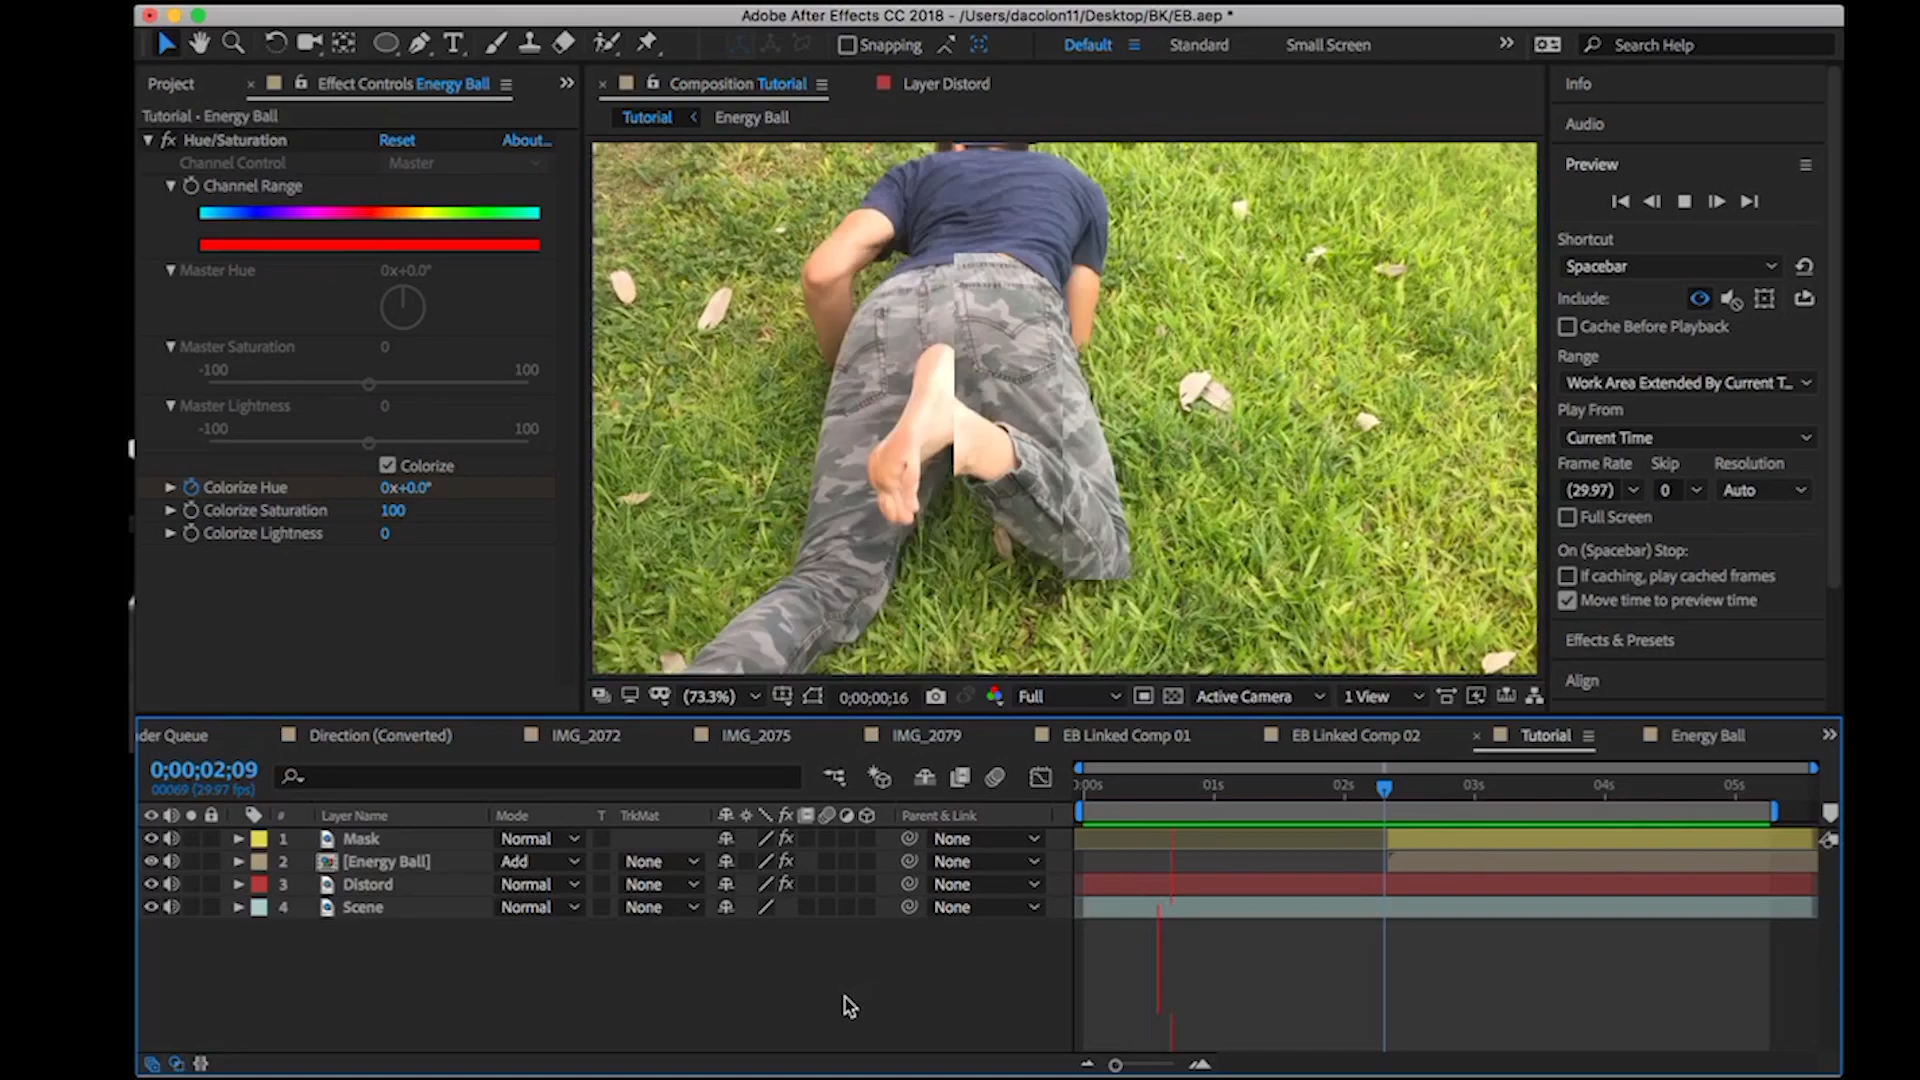 Adobe After Effects CC 2018 - /Users/dacolon11/Desktop/BK/EB.aep *
Snapping
Default
Standard
Small Screen
Search Help
Project
Effect Controls Energy Ball
Composition Tutorial
Layer Distord
Info
Tutorial • Energy Ball
Tutorial
Energy Ball
Audio
fx Hue/Saturation
Reset
About...
Channel Control
Master
Preview
Channel Range
Shortcut
Spacebar
Master Hue
0x+0.0°
Include:
Cache Before Playback
Master Saturation
0
Range
-100
100
Work Area Extended By Current T...
Master Lightness
0
Play From
-100
100
Current Time
Colorize
Frame Rate
Skip
Resolution
Colorize Hue
0x+0.0°
(29.97)
0
Auto
Colorize Saturation
100
Full Screen
Colorize Lightness
0
On (Spacebar) Stop:
If caching, play cached frames
Move time to preview time
Effects & Presets
Align
(73.3%)
0;00;00;16
Full
Active Camera
1 View
der Queue
Direction (Converted)
IMG_2072
IMG_2075
IMG_2079
EB Linked Comp 01
EB Linked Comp 02
Tutorial
Energy Ball
0;00;02;09
00069 (29.97 fps)
0:00s
01s
02s
03s
04s
05s
#
Layer Name
Mode
T
TrkMat
fx
Parent & Link
1
Mask
Normal
fx
None
2
[Energy Ball]
Add
None
fx
None
3
Distord
Normal
None
fx
None
4
Scene
Normal
None
None